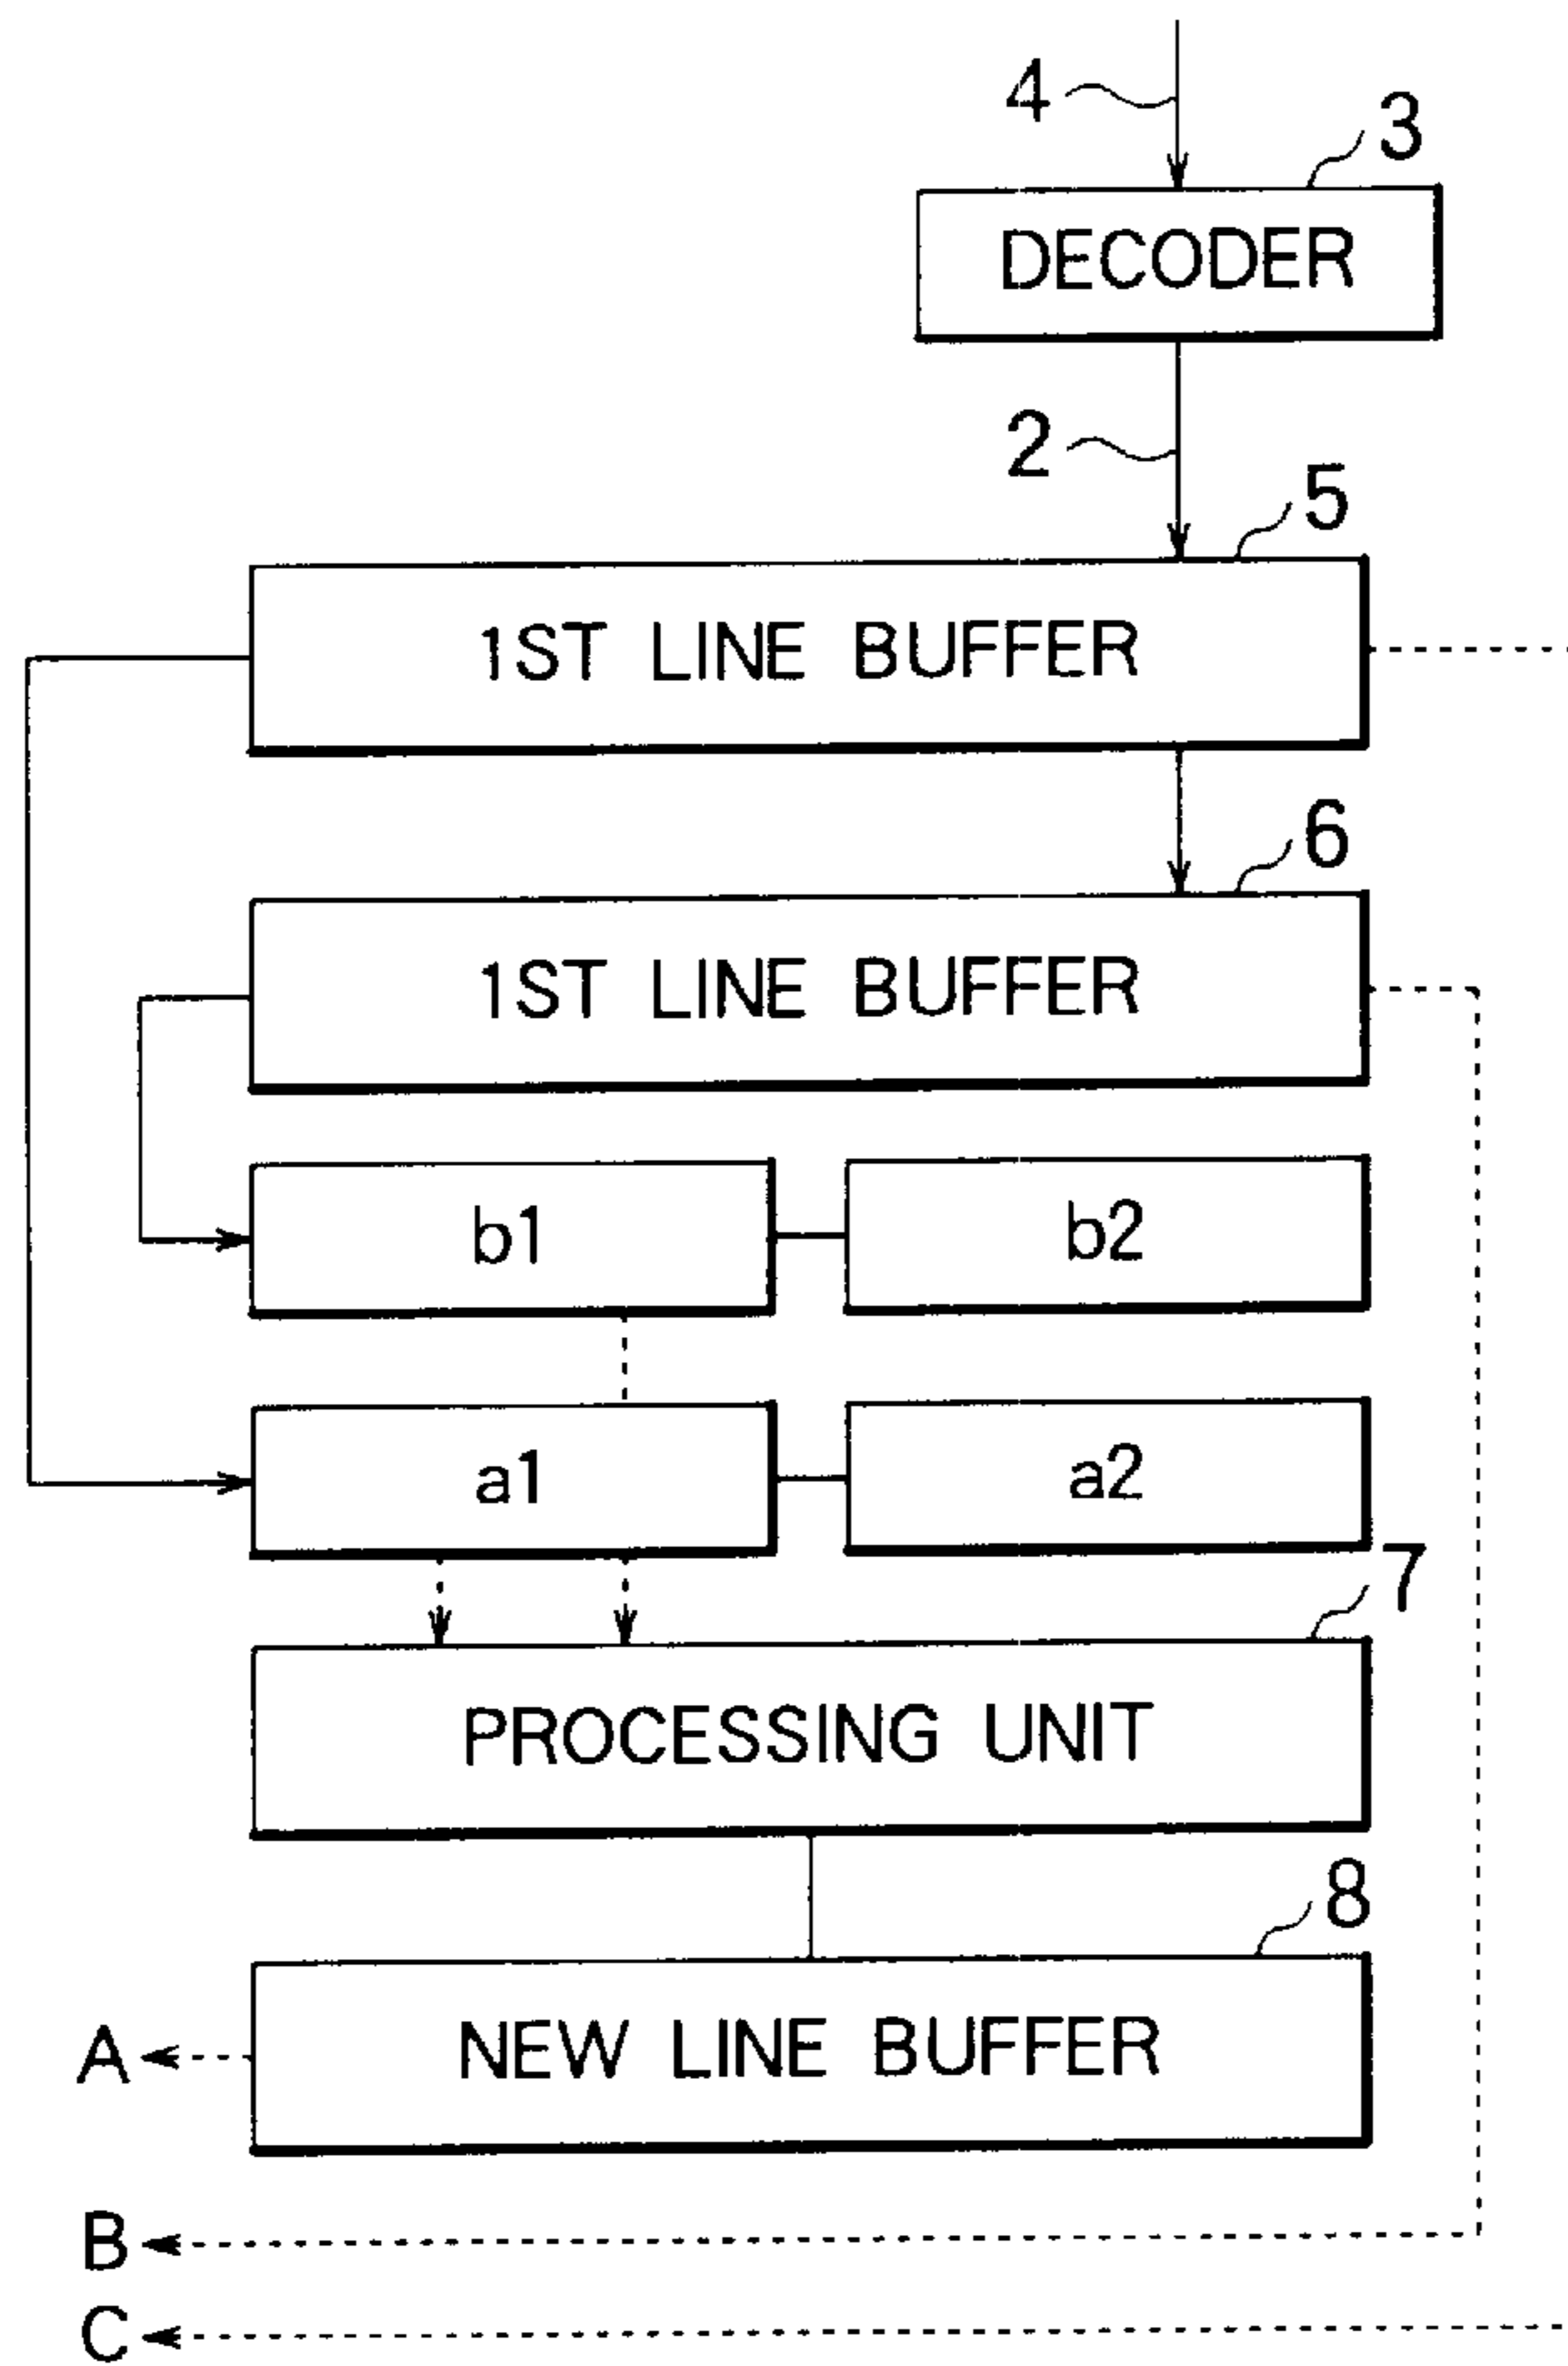 4
3
DECODER
2
5
1ST LINE BUFFER
6
1ST LINE BUFFER
b1
b2
a1
a2
7
PROCESSING UNIT
8
NEW LINE BUFFER
A
B
C